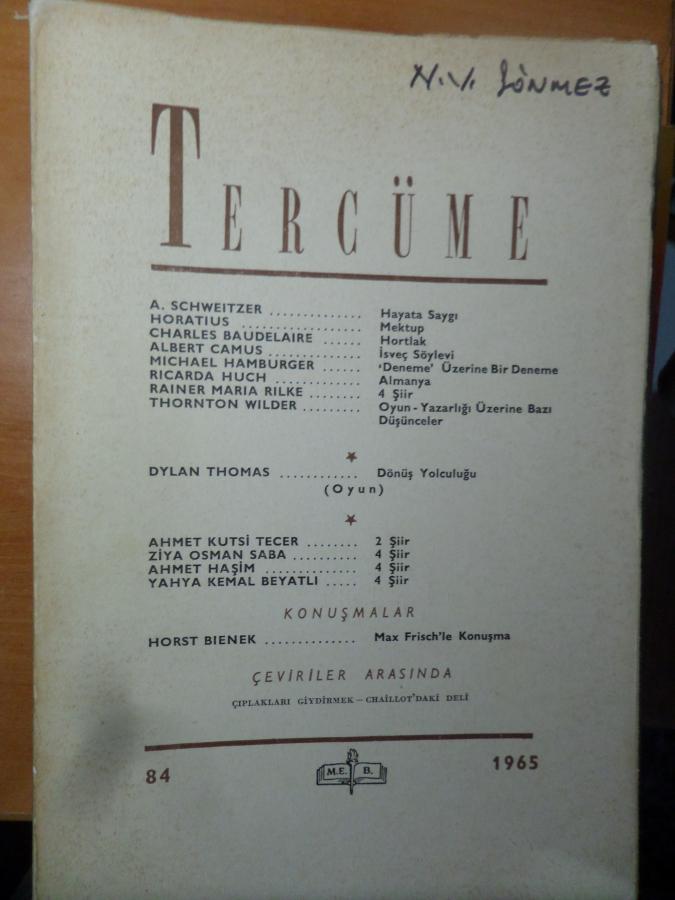 N.V. SÖNMEZ
TERCÜME
A. SCHWEITZER .............. Hayata Saygı
HORATIUS ................. Mektup
CHARLES BAUDELAIRE ...... Hortlak
ALBERT CAMUS .............. İsveç Söylevi
MICHAEL HAMBURGER ...... 'Deneme' Üzerine Bir Deneme
RICARDA HUCH ............. Almanya
RAINER MARIA RILKE ........ 4 Şiir
THORNTON WILDER ......... Oyun - Yazarlığı Üzerine Bazı
Düşünceler
DYLAN THOMAS ............ Dönüş Yolculuğu
(Oyun)
AHMET KUTSİ TECER ........ 2 Şiir
ZİYA OSMAN SABA .......... 4 Şiir
AHMET HAŞİM .............. 4 Şiir
YAHYA KEMAL BEYATLI ..... 4 Şiir
KONUŞMALAR
HORST BIENEK .............. Max Frisch'le Konuşma
ÇEVİRİLER ARASINDA
ÇIPLAKLARI GİYDİRMEK – CHAILLOT'DAKİ DELİ
84 M.E. B. 1965